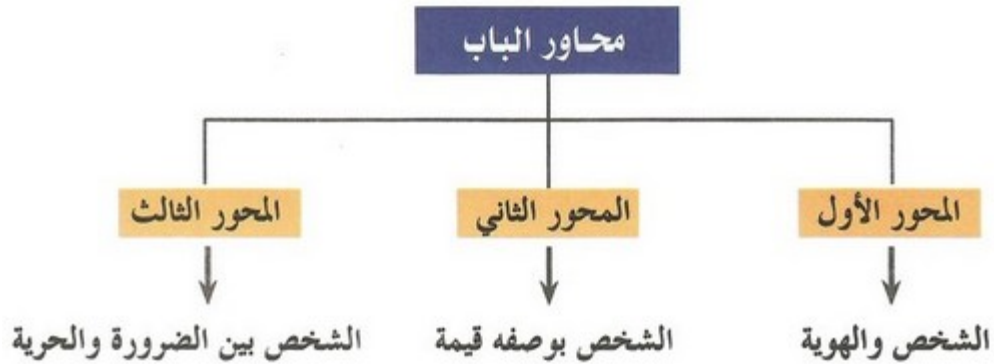 محاور الباب
المحور الأول
المحور الثاني
المحور الثالث
الشخص والهوية
الشخص بوصفه قيمة
الشخص بين الضرورة والحرية